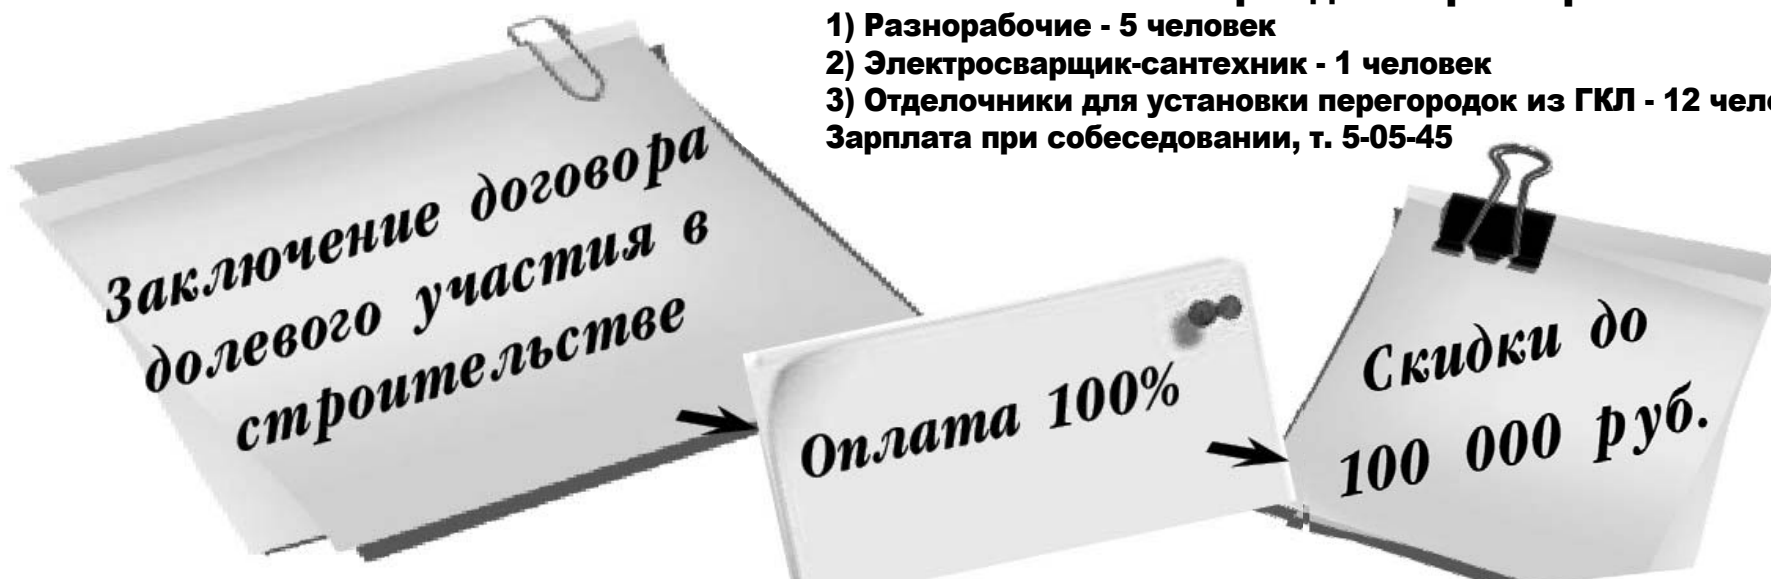 1) Разнорабочие - 5 человек
2) Электросварщик-сантехник - 1 человек
3) Отделочники для установки перегородок из ГКЛ - 12
Зарплата при собеседовании, т. 5-05-45
Заключение договора
долевого участия в
строительстве
Оплата 100%
Скидки до
100 000 руб.